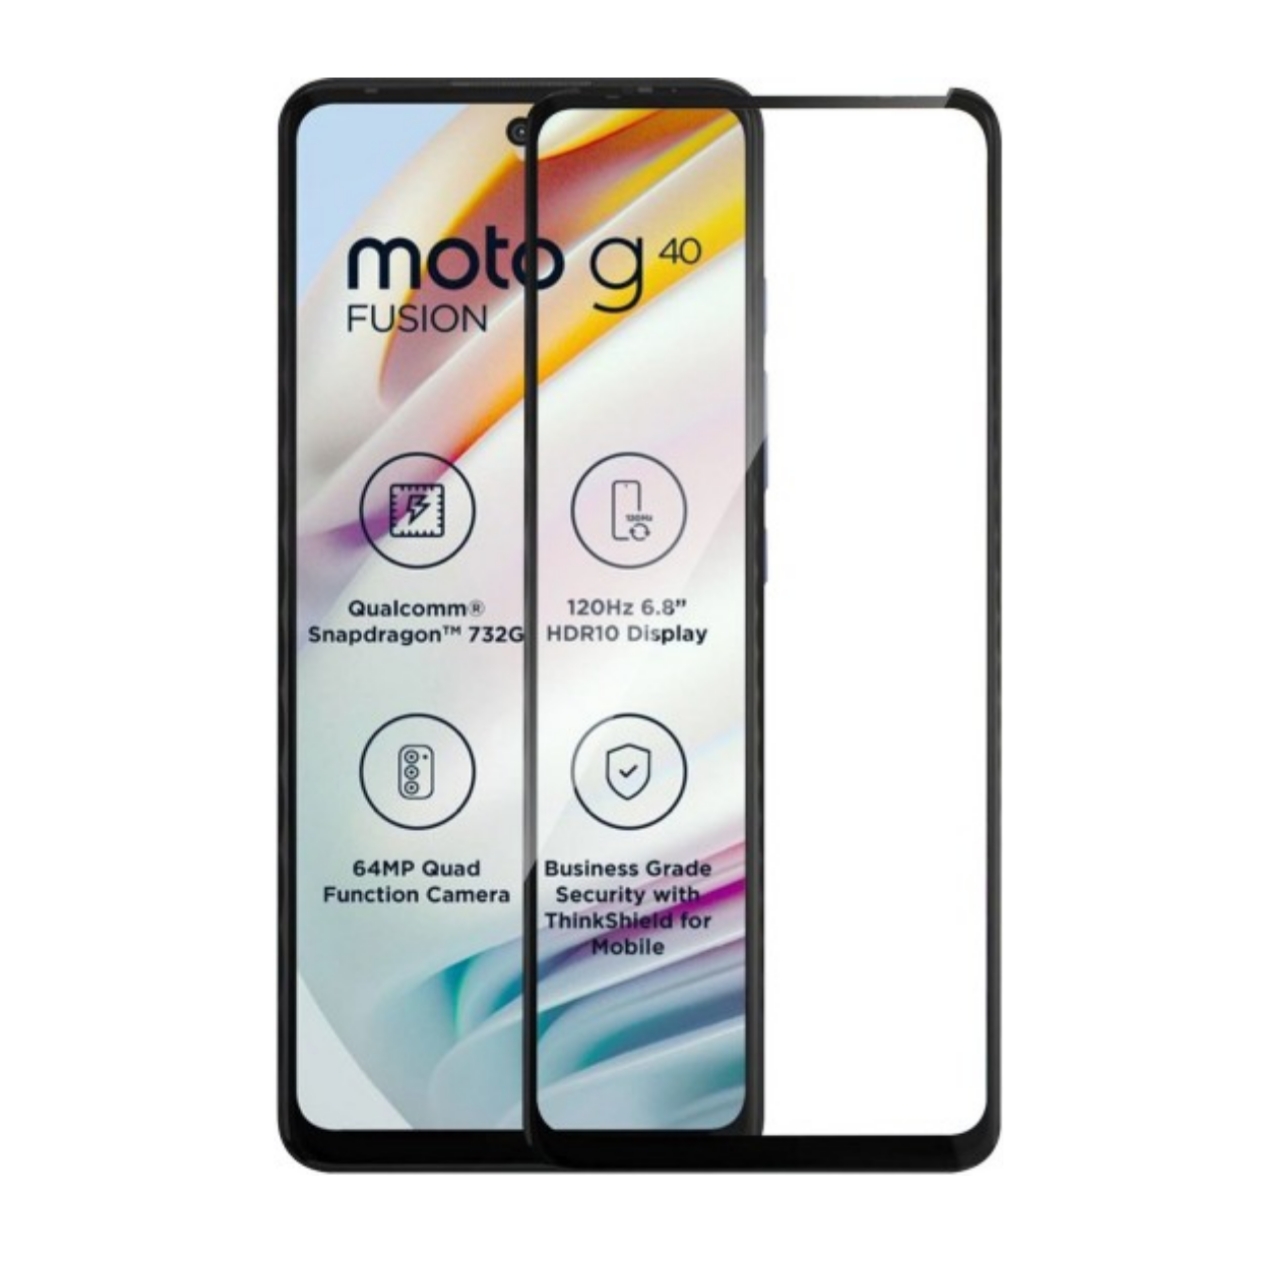 moto g 40
FUSION
120Hz
Qualcomm®
Snapdragon™ 732G
120Hz 6.8”
HDR10 Display
64MP Quad
Function Camera
Business Grade
Security with
ThinkShield for
Mobile